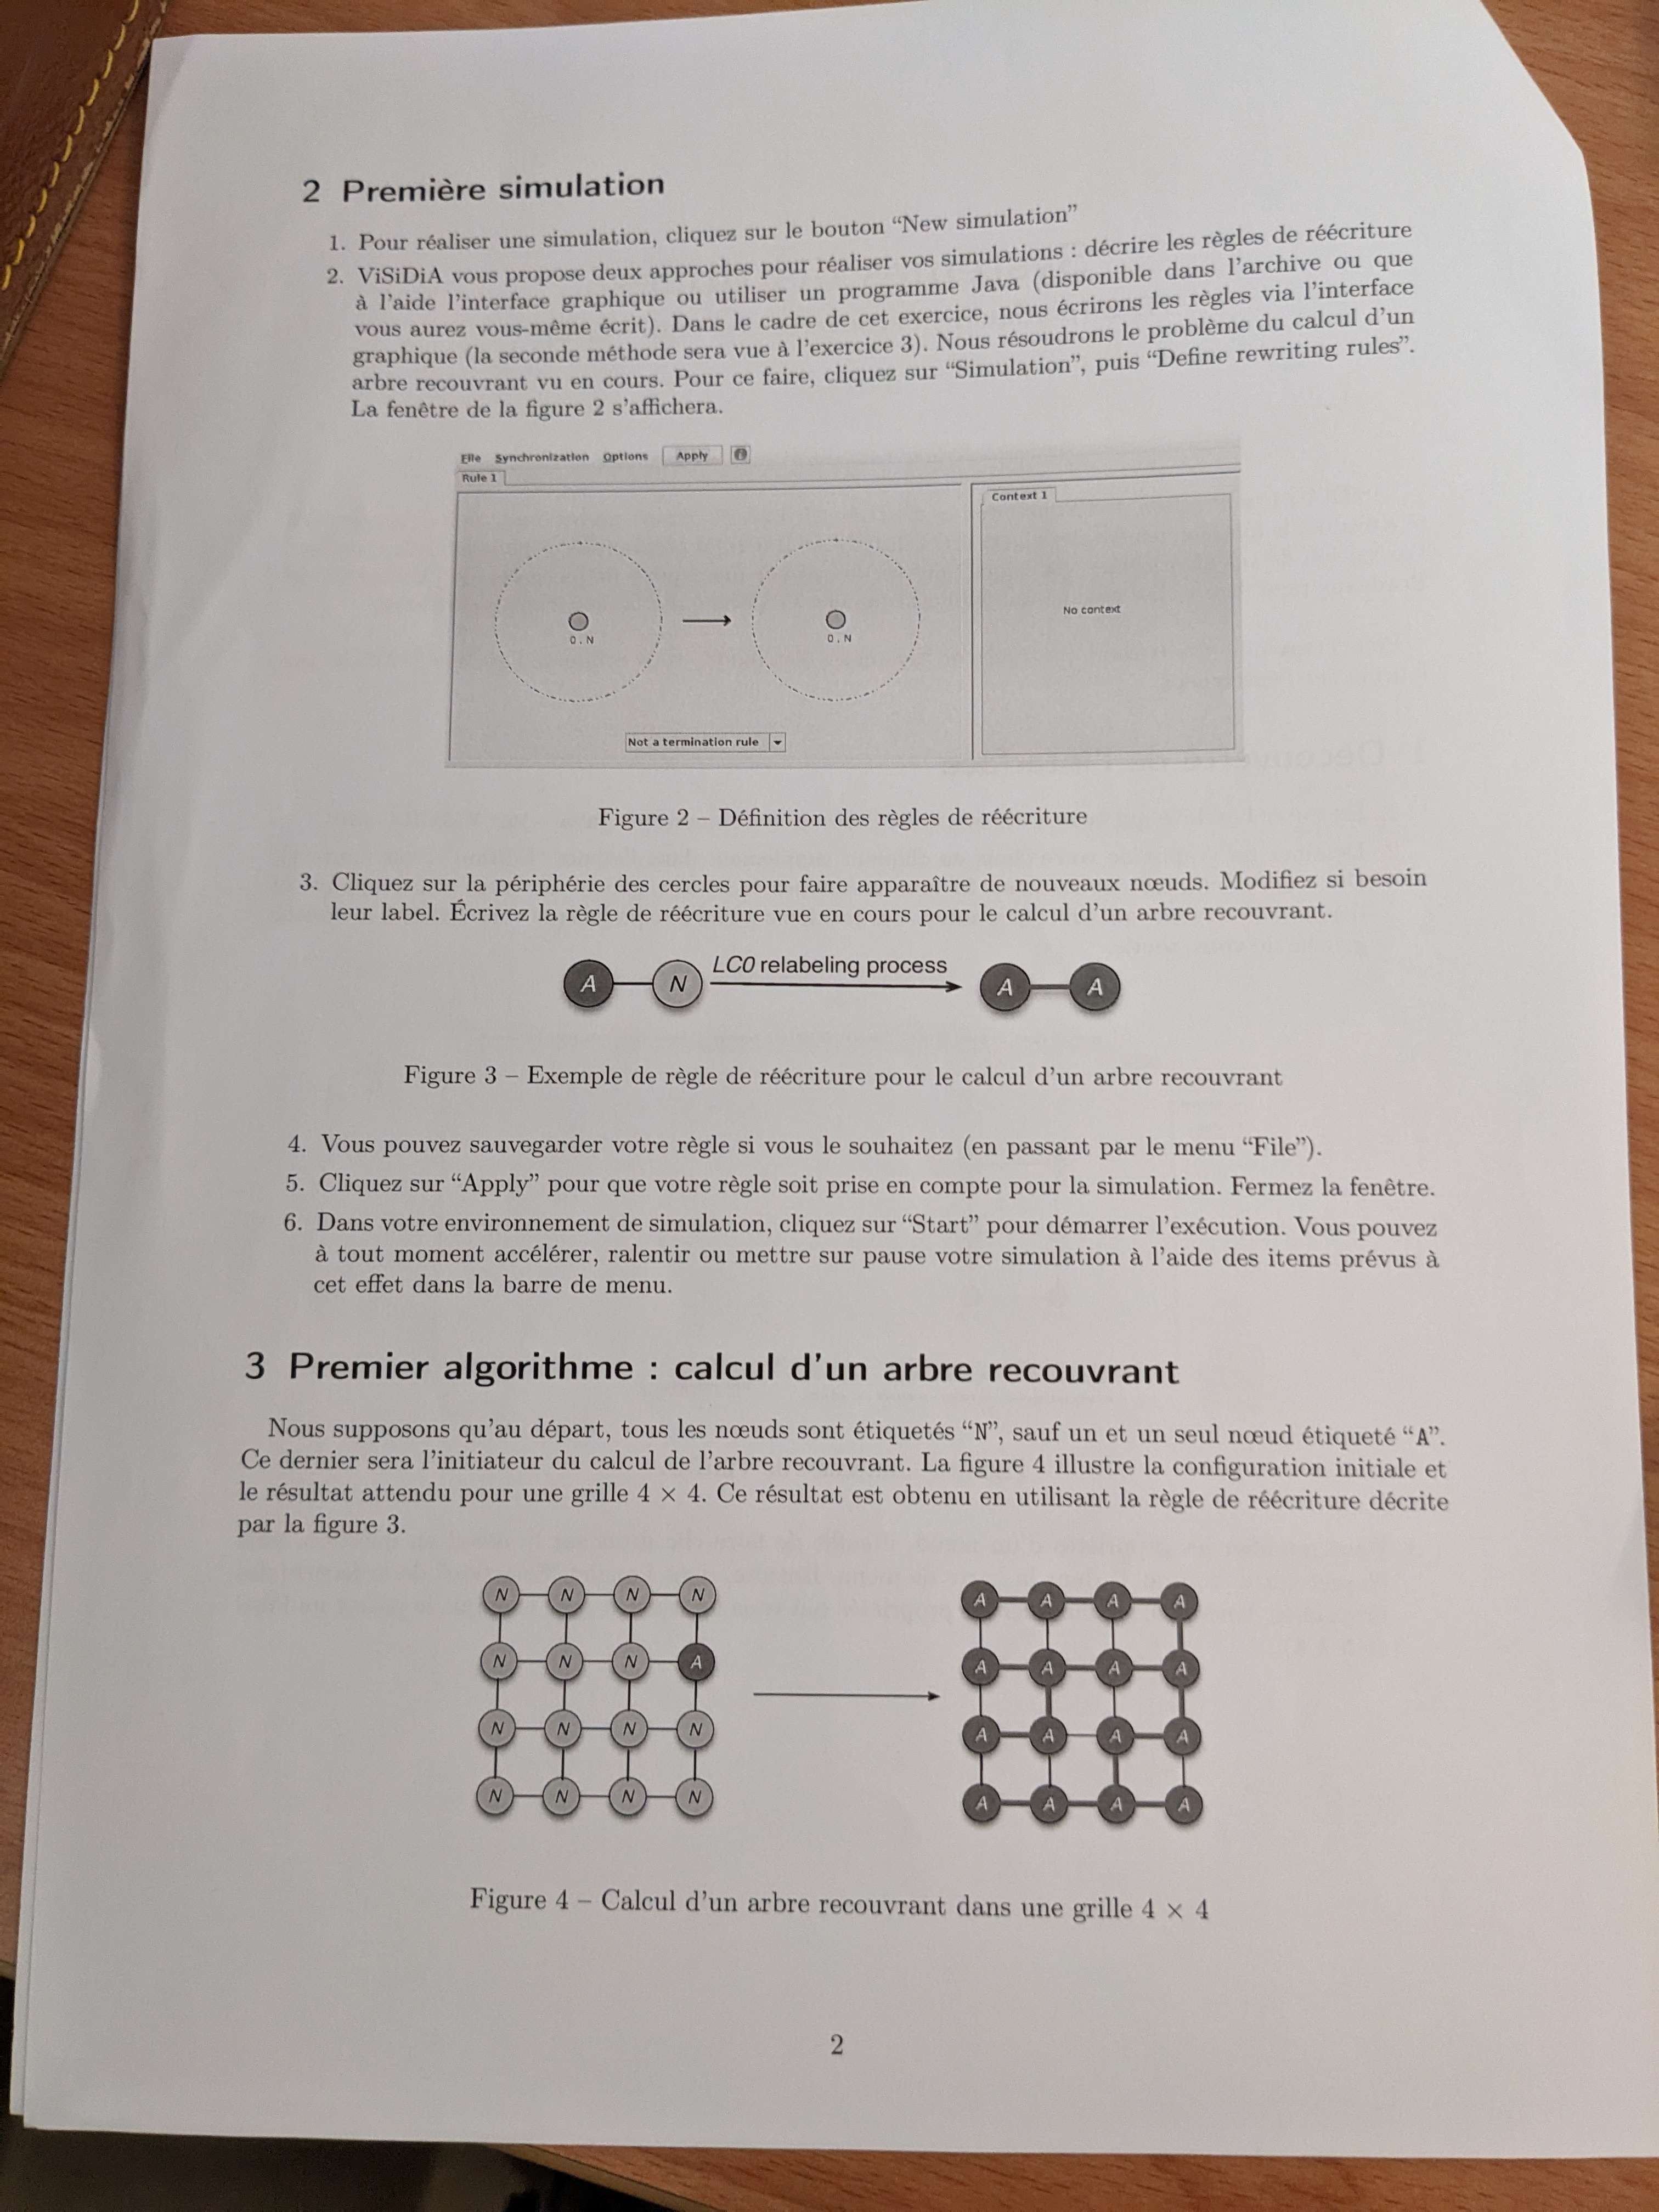 2 Première simulation
1. Pour réaliser une simulation, cliquez sur le bouton “New simulation”
2. ViSiDiA vous propose deux approches pour réaliser vos simulations : décrire les règles de réécriture
à l’aide l’interface graphique ou utiliser un programme Java (disponible dans l’archive ou que
vous aurez vous-même écrit). Dans le cadre de cet exercice, nous écrirons les règles via l’interface
graphique (la seconde méthode sera vue à l’exercice 3). Nous résoudrons le problème du calcul d’un
arbre recouvrant vu en cours. Pour ce faire, cliquez sur “Simulation”, puis “Define rewriting rules”.
La fenêtre de la figure 2 s’affichera.
File Synchronization Options Apply
Rule 1
Context 1
0 . N
0 . N
No context
Not a termination rule
Figure 2 – Définition des règles de réécriture
3. Cliquez sur la périphérie des cercles pour faire apparaître de nouveaux nœuds. Modifiez si besoin
leur label. Écrivez la règle de réécriture vue en cours pour le calcul d’un arbre recouvrant.
A N LC0 relabeling process A A
Figure 3 – Exemple de règle de réécriture pour le calcul d’un arbre recouvrant
4. Vous pouvez sauvegarder votre règle si vous le souhaitez (en passant par le menu “File”).
5. Cliquez sur “Apply” pour que votre règle soit prise en compte pour la simulation. Fermez la fenêtre.
6. Dans votre environnement de simulation, cliquez sur “Start” pour démarrer l’exécution. Vous pouvez
à tout moment accélérer, ralentir ou mettre sur pause votre simulation à l’aide des items prévus à
cet effet dans la barre de menu.
3 Premier algorithme : calcul d’un arbre recouvrant
Nous supposons qu’au départ, tous les nœuds sont étiquetés “N”, sauf un et un seul nœud étiqueté “A”.
Ce dernier sera l’initiateur du calcul de l’arbre recouvrant. La figure 4 illustre la configuration initiale et
le résultat attendu pour une grille 4 × 4. Ce résultat est obtenu en utilisant la règle de réécriture décrite
par la figure 3.
N N N N A A A A
N N N A A A A A
N N N N A A A A
N N N N A A A A
Figure 4 – Calcul d’un arbre recouvrant dans une grille 4 × 4
2